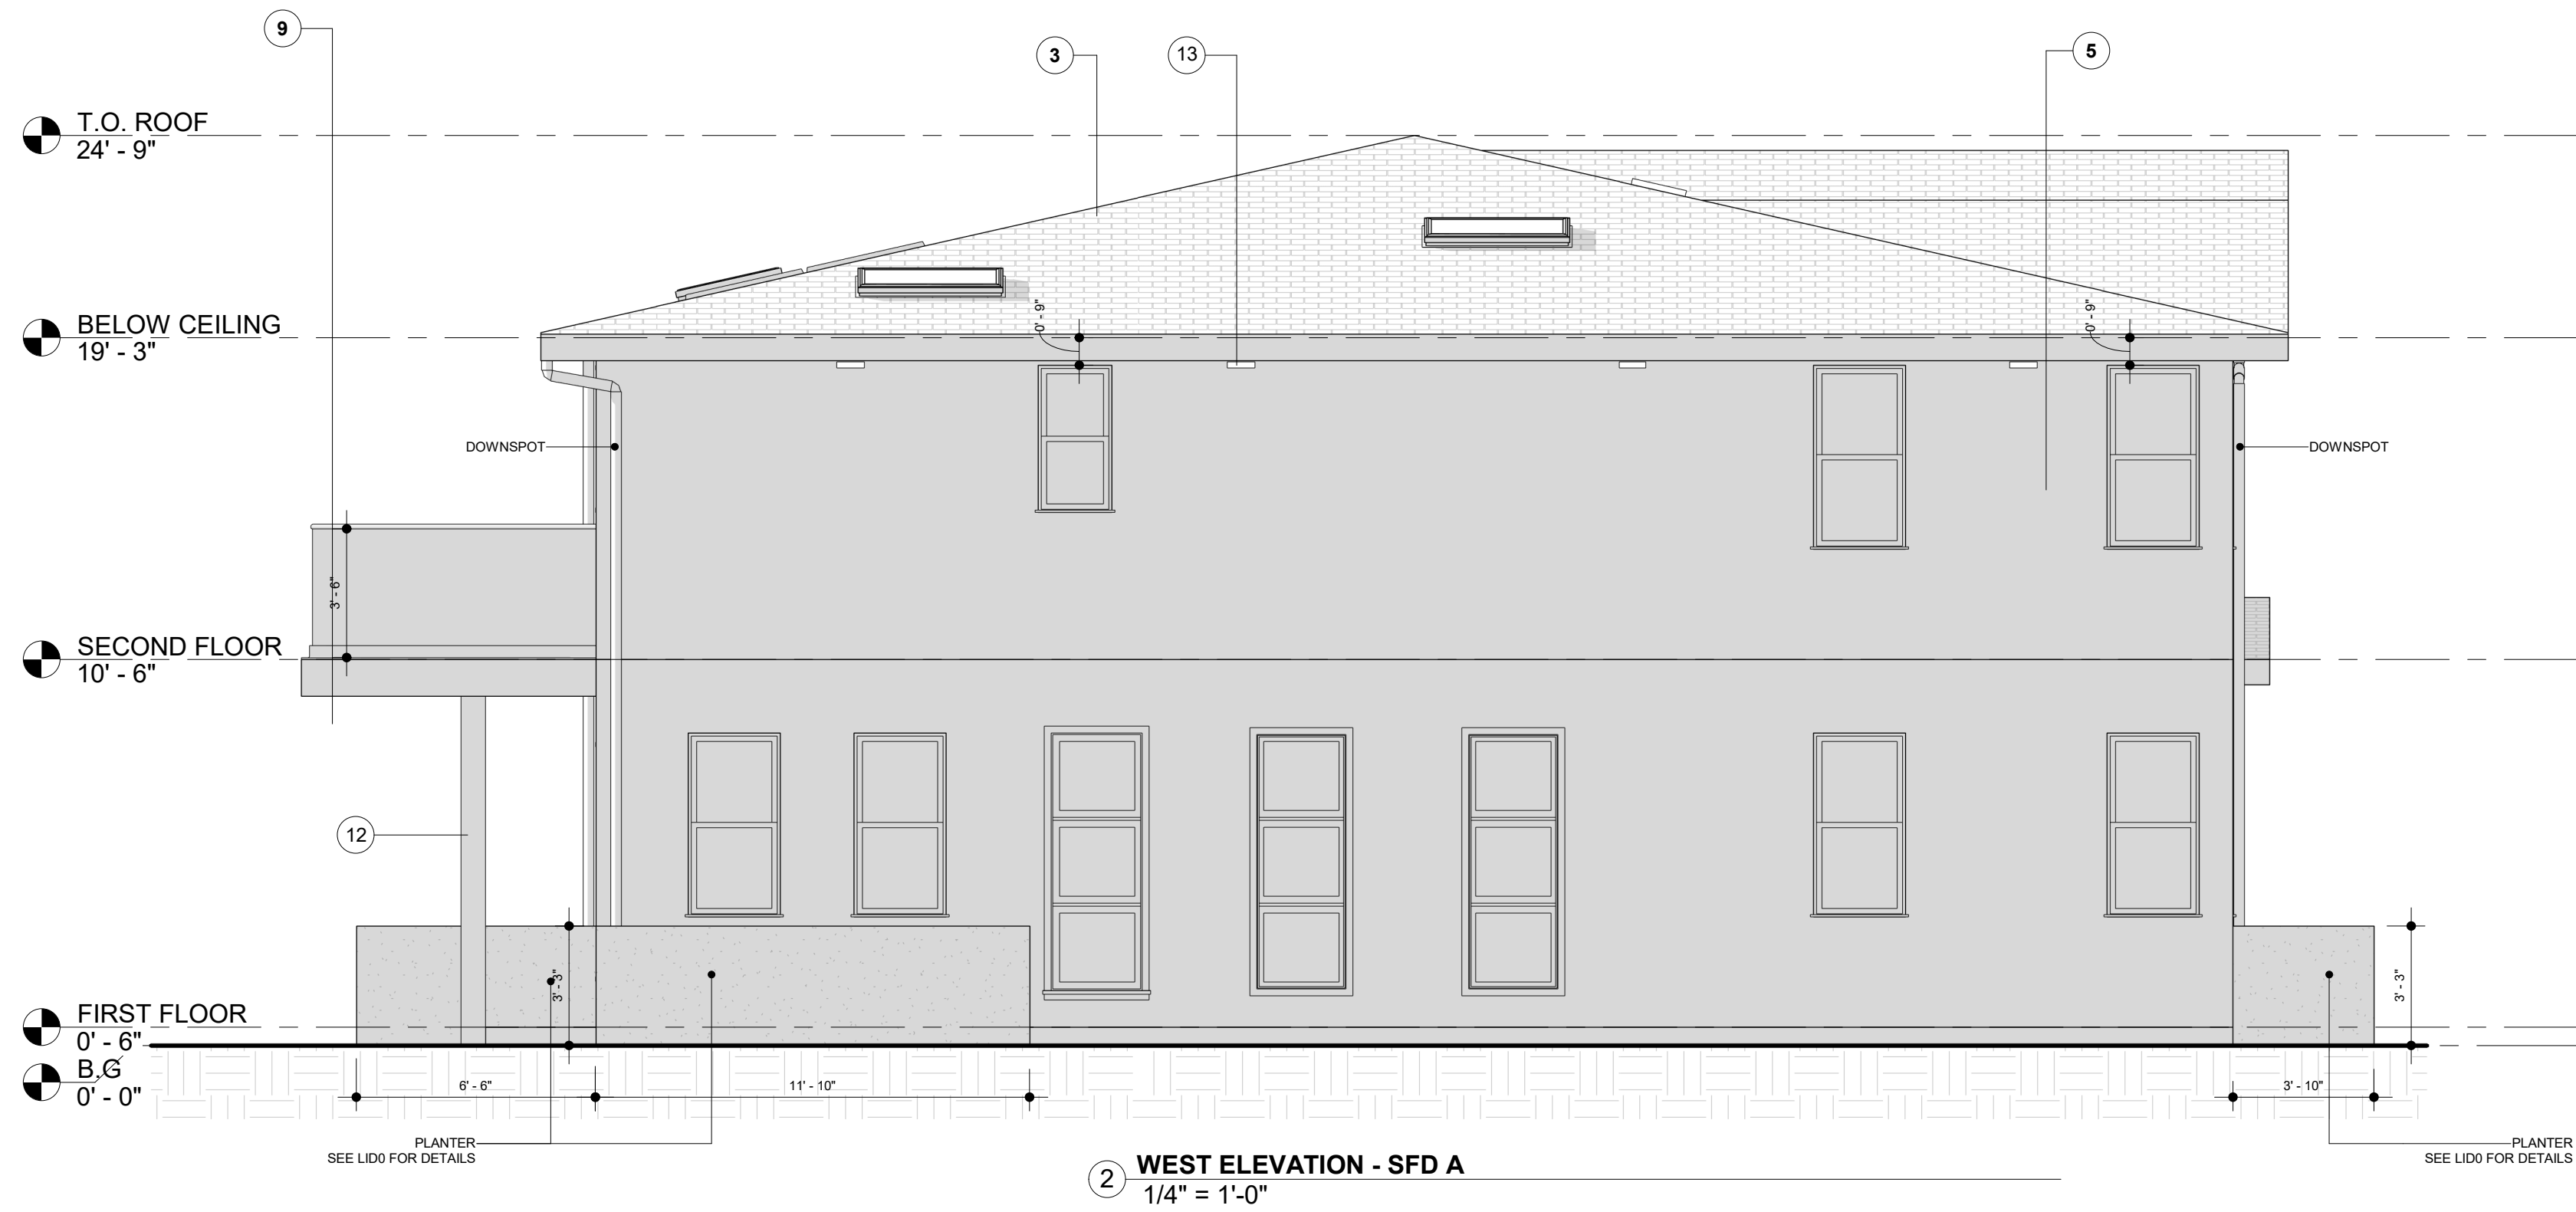 9
3
13
5
T.O. ROOF
24' - 9"
0' - 9"
0' - 9"
BELOW CEILING
19' - 3"
DOWNSPOT
DOWNSPOT
3' - 6"
SECOND FLOOR
10' - 6"
12
3' - 3"
3' - 3"
FIRST FLOOR
0' - 6"
B.G
0' - 0"
6' - 6"
11' - 10"
3' - 10"
PLANTER
SEE LID0 FOR DETAILS
PLANTER
SEE LID0 FOR DETAILS
2
WEST ELEVATION - SFD A
1/4" = 1'-0"